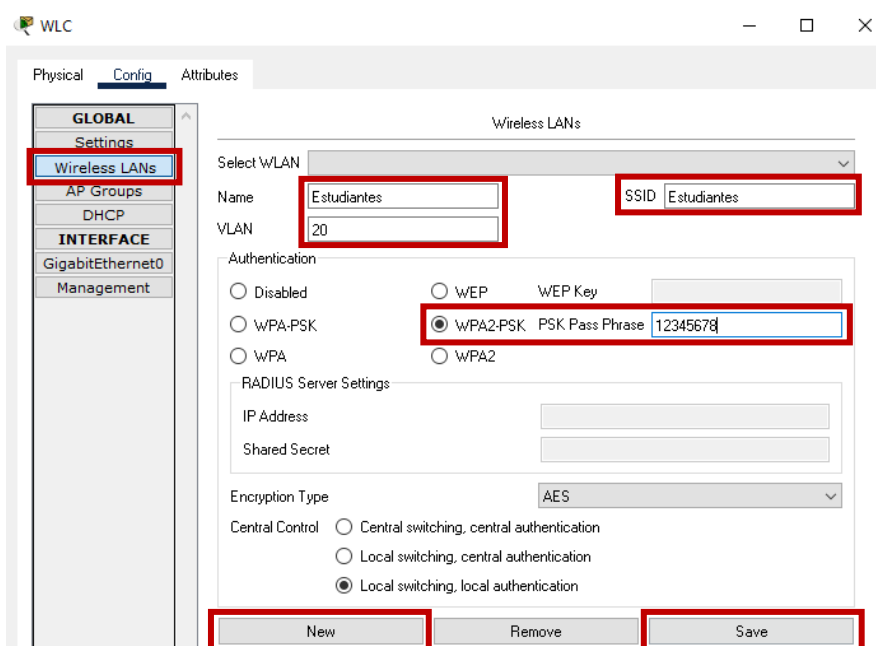 WLC
Physical Config Attributes
GLOBAL
Settings
Wireless LANs
AP Groups
DHCP
INTERFACE
GigabitEthernet0
Management
Wireless LANs
Select WLAN
Name Estudiantes SSID Estudiantes
VLAN 20
Authentication
Disabled WEP WEP Key
WPA-PSK WPA2-PSK PSK Pass Phrase 12345678
WPA WPA2
RADIUS Server Settings
IP Address
Shared Secret
Encryption Type AES
Central Control Central switching, central authentication
Local switching, central authentication
Local switching, local authentication
New Remove Save